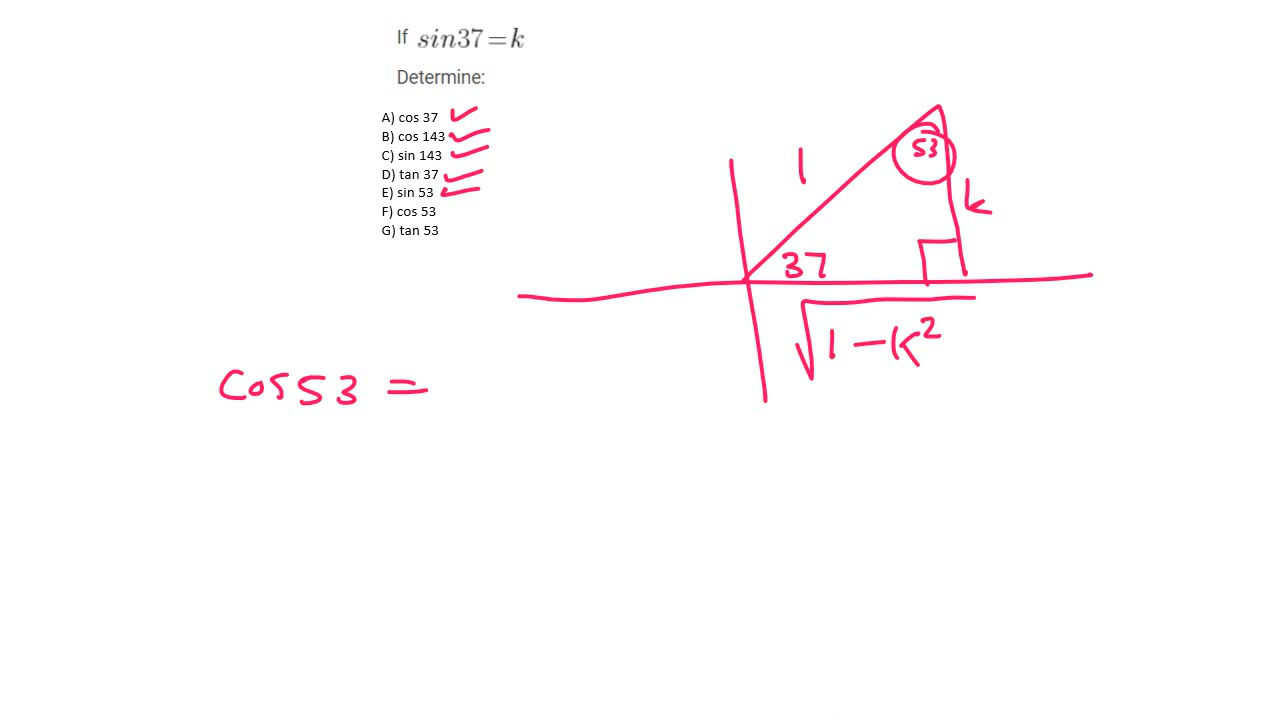 If sin37=k
Determine:
A) cos 37
B) cos 143
C) sin 143
D) tan 37
E) sin 53
F) cos 53
G) tan 53
1
53
k
37
√1-k²
Cos53 =